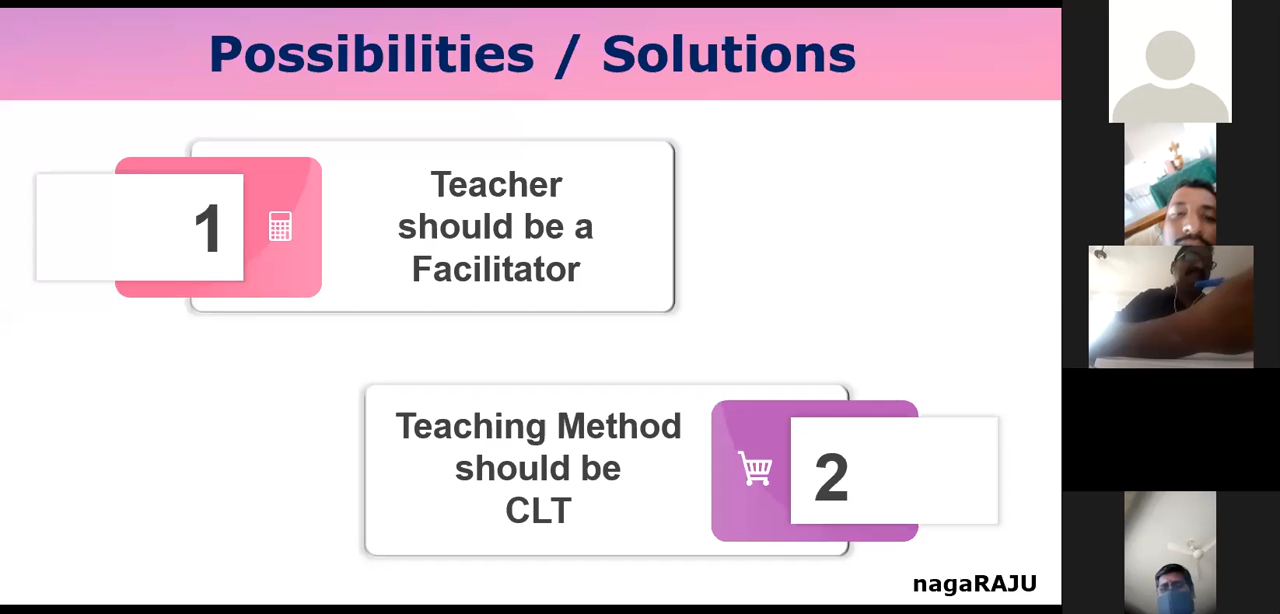 Possibilities / Solutions
1
Teacher
should be a
Facilitator
Teaching Method
should be
CLT
2
nagaRAJU